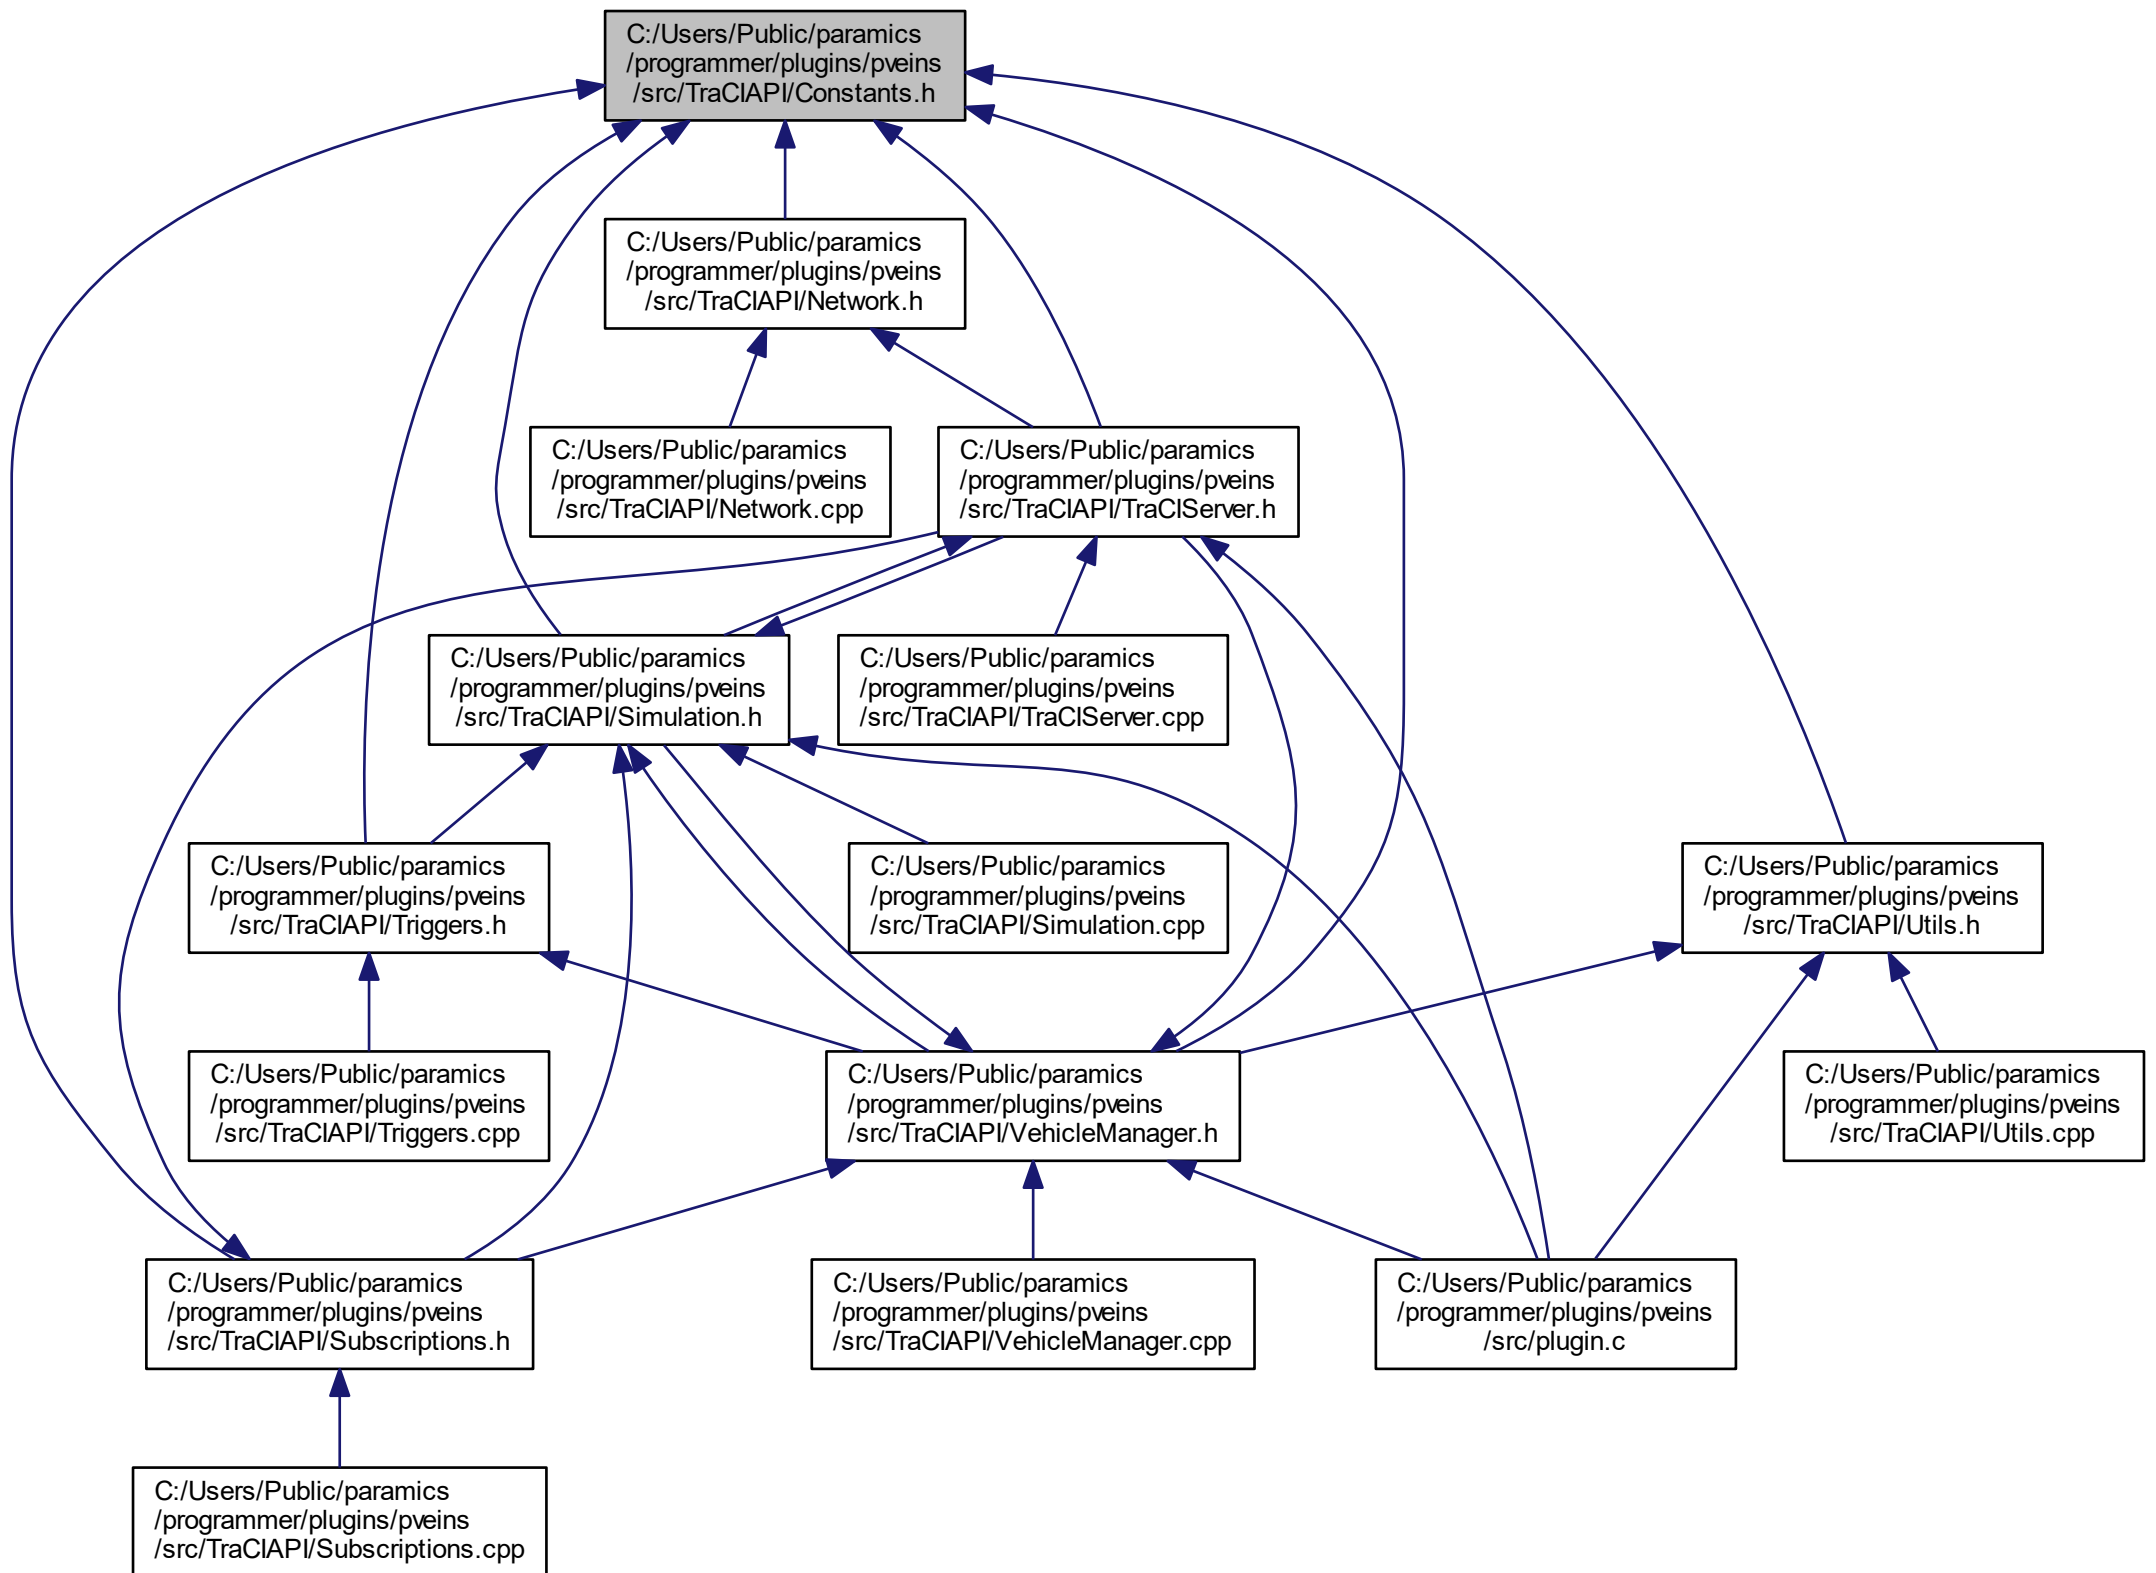 C:/Users/Public/paramics
/programmer/plugins/pveins
/src/TraCIAPI/Constants.h
C:/Users/Public/paramics
/programmer/plugins/pveins
/src/TraCIAPI/Network.h
C:/Users/Public/paramics
/programmer/plugins/pveins
/src/TraCIAPI/Network.cpp
C:/Users/Public/paramics
/programmer/plugins/pveins
/src/TraCIAPI/TraCIServer.h
C:/Users/Public/paramics
/programmer/plugins/pveins
/src/TraCIAPI/Simulation.h
C:/Users/Public/paramics
/programmer/plugins/pveins
/src/TraCIAPI/TraCIServer.cpp
C:/Users/Public/paramics
/programmer/plugins/pveins
/src/TraCIAPI/Triggers.h
C:/Users/Public/paramics
/programmer/plugins/pveins
/src/TraCIAPI/Simulation.cpp
C:/Users/Public/paramics
/programmer/plugins/pveins
/src/TraCIAPI/Utils.h
C:/Users/Public/paramics
/programmer/plugins/pveins
/src/TraCIAPI/Triggers.cpp
C:/Users/Public/paramics
/programmer/plugins/pveins
/src/TraCIAPI/VehicleManager.h
C:/Users/Public/paramics
/programmer/plugins/pveins
/src/TraCIAPI/Utils.cpp
C:/Users/Public/paramics
/programmer/plugins/pveins
/src/TraCIAPI/Subscriptions.h
C:/Users/Public/paramics
/programmer/plugins/pveins
/src/TraCIAPI/VehicleManager.cpp
C:/Users/Public/paramics
/programmer/plugins/pveins
/src/plugin.c
C:/Users/Public/paramics
/programmer/plugins/pveins
/src/TraCIAPI/Subscriptions.cpp